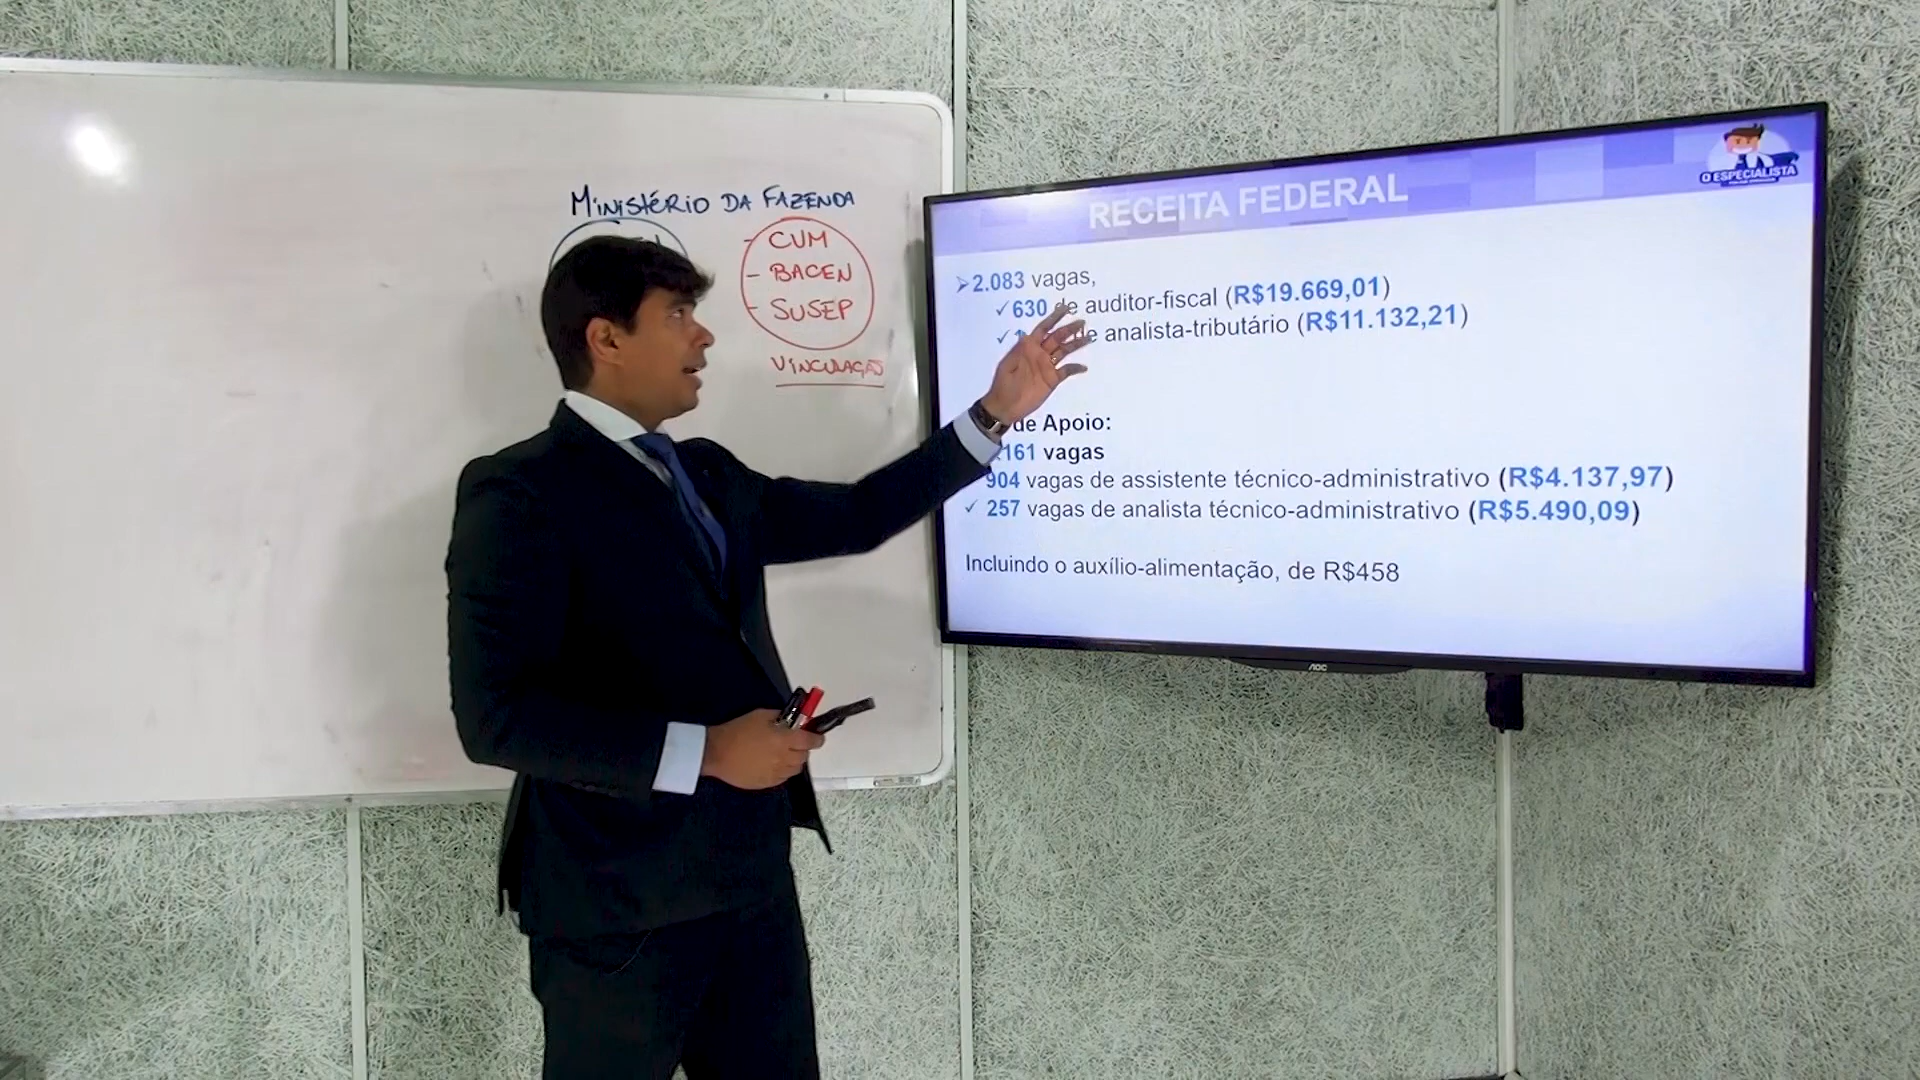 MINISTÉRIO DA FAZENDA
- CVM
- BACEN
- SUSEP
VINCULAÇÃO
RECEITA FEDERAL
O ESPECIALISTA
➢2.083 vagas,
✓630 de auditor-fiscal (R$19.669,01)
✓ de analista-tributário (R$11.132,21)
de Apoio:
.161 vagas
904 vagas de assistente técnico-administrativo (R$4.137,97)
✓ 257 vagas de analista técnico-administrativo (R$5.490,09)
Incluindo o auxílio-alimentação, de R$458
AOC